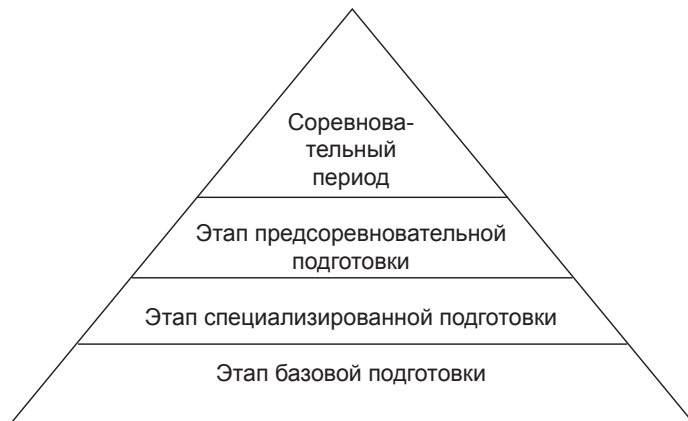 Соревнова-
тельный
период
Этап предсоревновательной
подготовки
Этап специализированной подготовки
Этап базовой подготовки